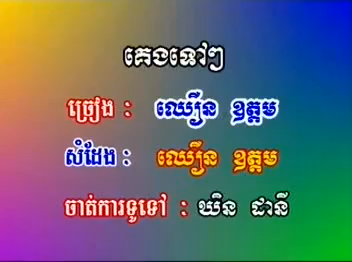 គេងទៅៗ
ច្រៀង ៖ ឈឿន ឧត្តម
សំដែង ៖ ឈឿន ឧត្តម
ចាត់ការទូទៅ ៖ ឃិន ដានី